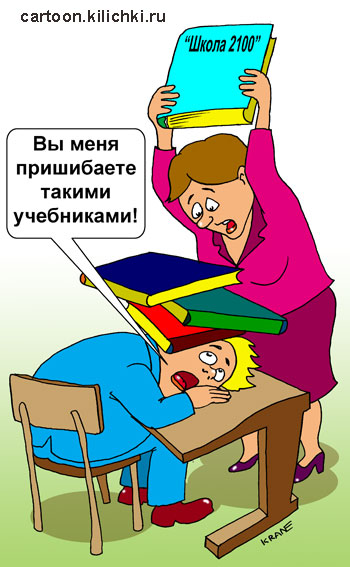 cartoon.kilichki.ru
"Школа 2100"
Вы меня
пришибаете
такими
учебниками!
KRANE